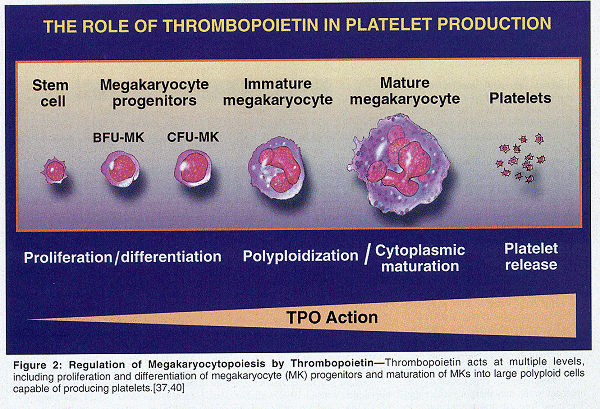 THE ROLE OF THROMBOPOIETIN IN PLATELET PRODUCTION
Stem cell
Megakaryocyte progenitors
Immature megakaryocyte
Mature megakaryocyte
Platelets
BFU-MK
CFU-MK
Proliferation/differentiation
Polyploidization / Cytoplasmic maturation
Platelet release
TPO Action
Figure 2: Regulation of Megakaryocytopoiesis by Thrombopoietin—Thrombopoietin acts at multiple levels,
including proliferation and differentiation of megakaryocyte (MK) progenitors and maturation of MKs into large polyploid cells
capable of producing platelets.[37,40]